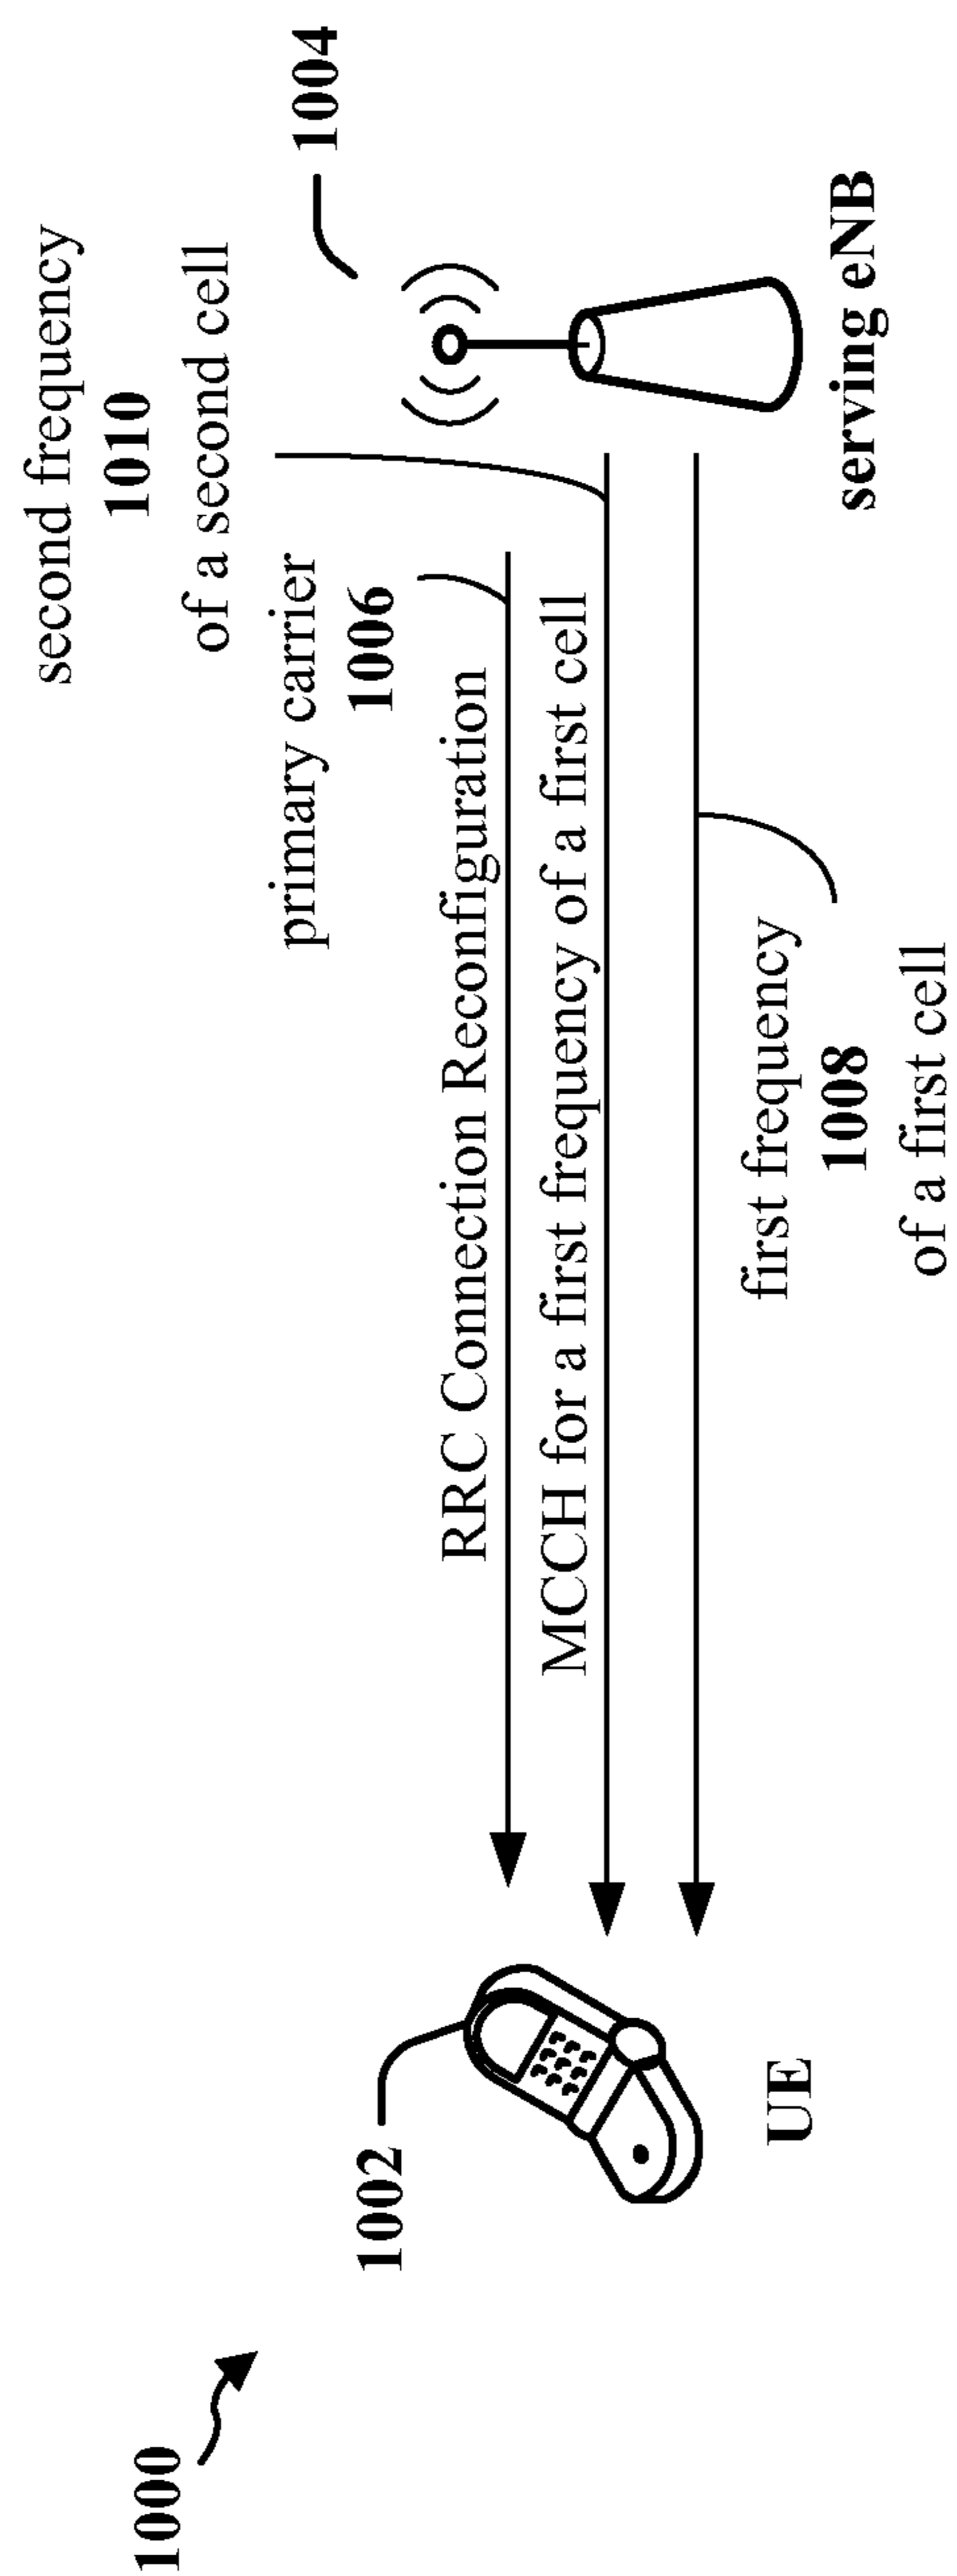 1000
1002
UE
RRC Connection Reconfiguration
MCCH for a first frequency of a first cell
first frequency
1008
of a first cell
primary carrier
1006
second frequency
1010
of a second cell
1004
serving eNB